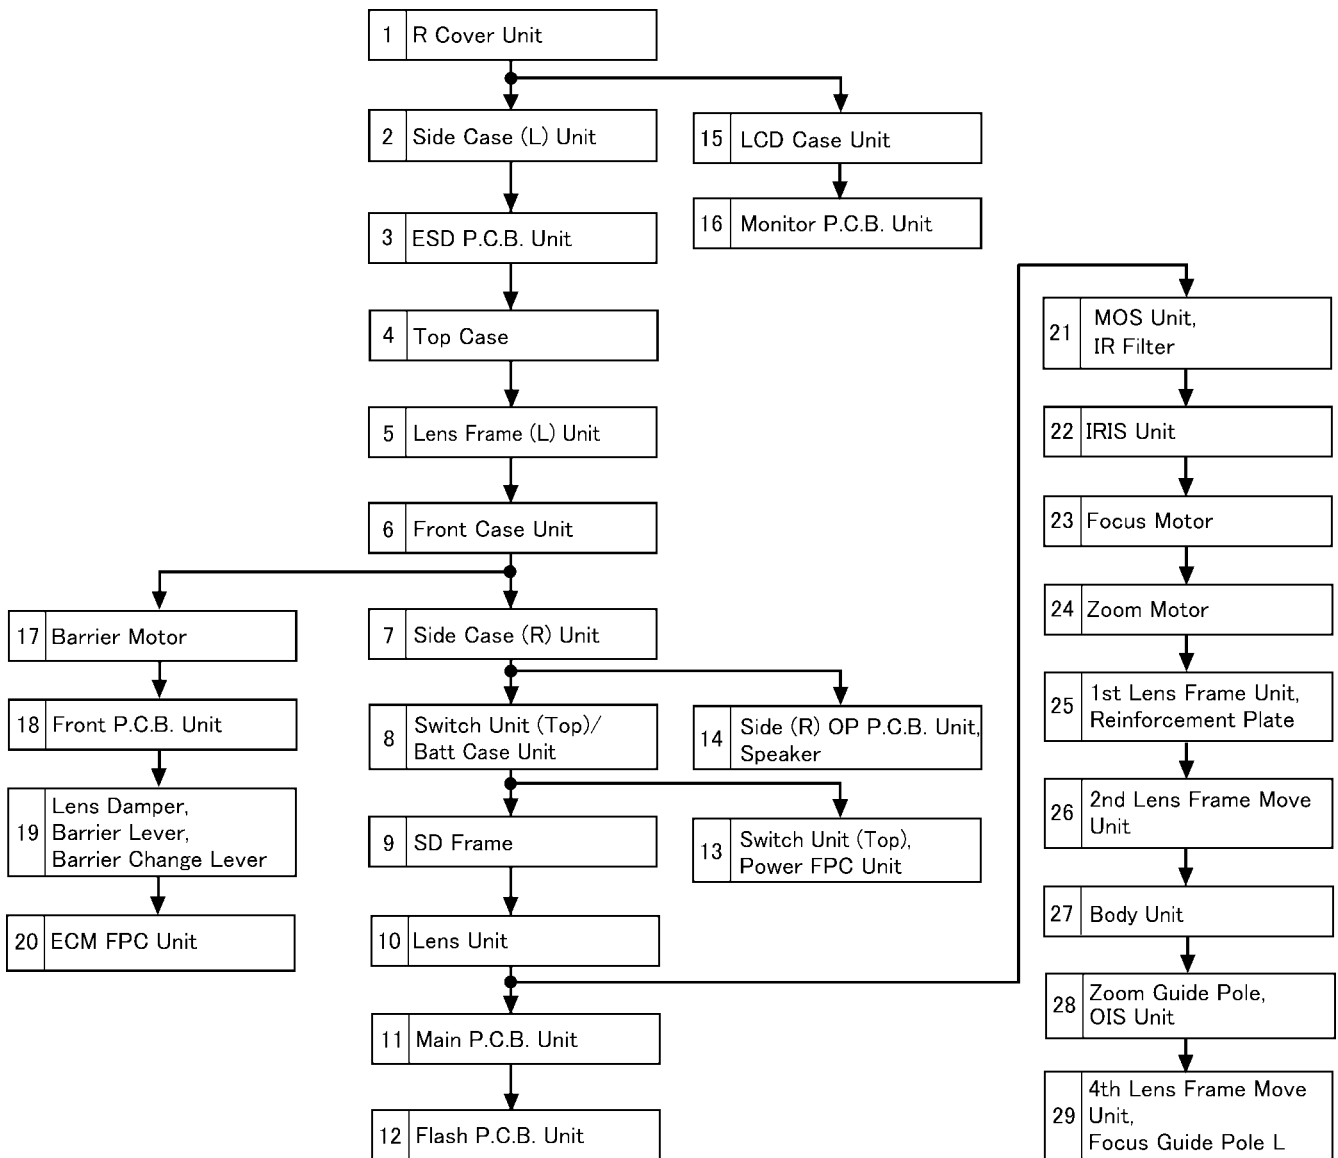 1 R Cover Unit
2 Side Case (L) Unit
3 ESD P.C.B. Unit
4 Top Case
5 Lens Frame (L) Unit
6 Front Case Unit
7 Side Case (R) Unit
8 Switch Unit (Top)/
Batt Case Unit
9 SD Frame
10 Lens Unit
11 Main P.C.B. Unit
12 Flash P.C.B. Unit
15 LCD Case Unit
16 Monitor P.C.B. Unit
14 Side (R) OP P.C.B. Unit,
Speaker
13 Switch Unit (Top),
Power FPC Unit
17 Barrier Motor
18 Front P.C.B. Unit
19 Lens Damper,
Barrier Lever,
Barrier Change Lever
20 ECM FPC Unit
21 MOS Unit,
IR Filter
22 IRIS Unit
23 Focus Motor
24 Zoom Motor
25 1st Lens Frame Unit,
Reinforcement Plate
26 2nd Lens Frame Move
Unit
27 Body Unit
28 Zoom Guide Pole,
OIS Unit
29 4th Lens Frame Move
Unit,
Focus Guide Pole L